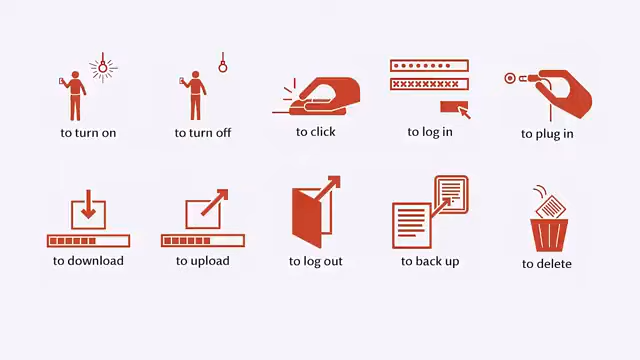 to turn on
to turn off
to click
to log in
to plug in
to download
to upload
to log out
to back up
to delete